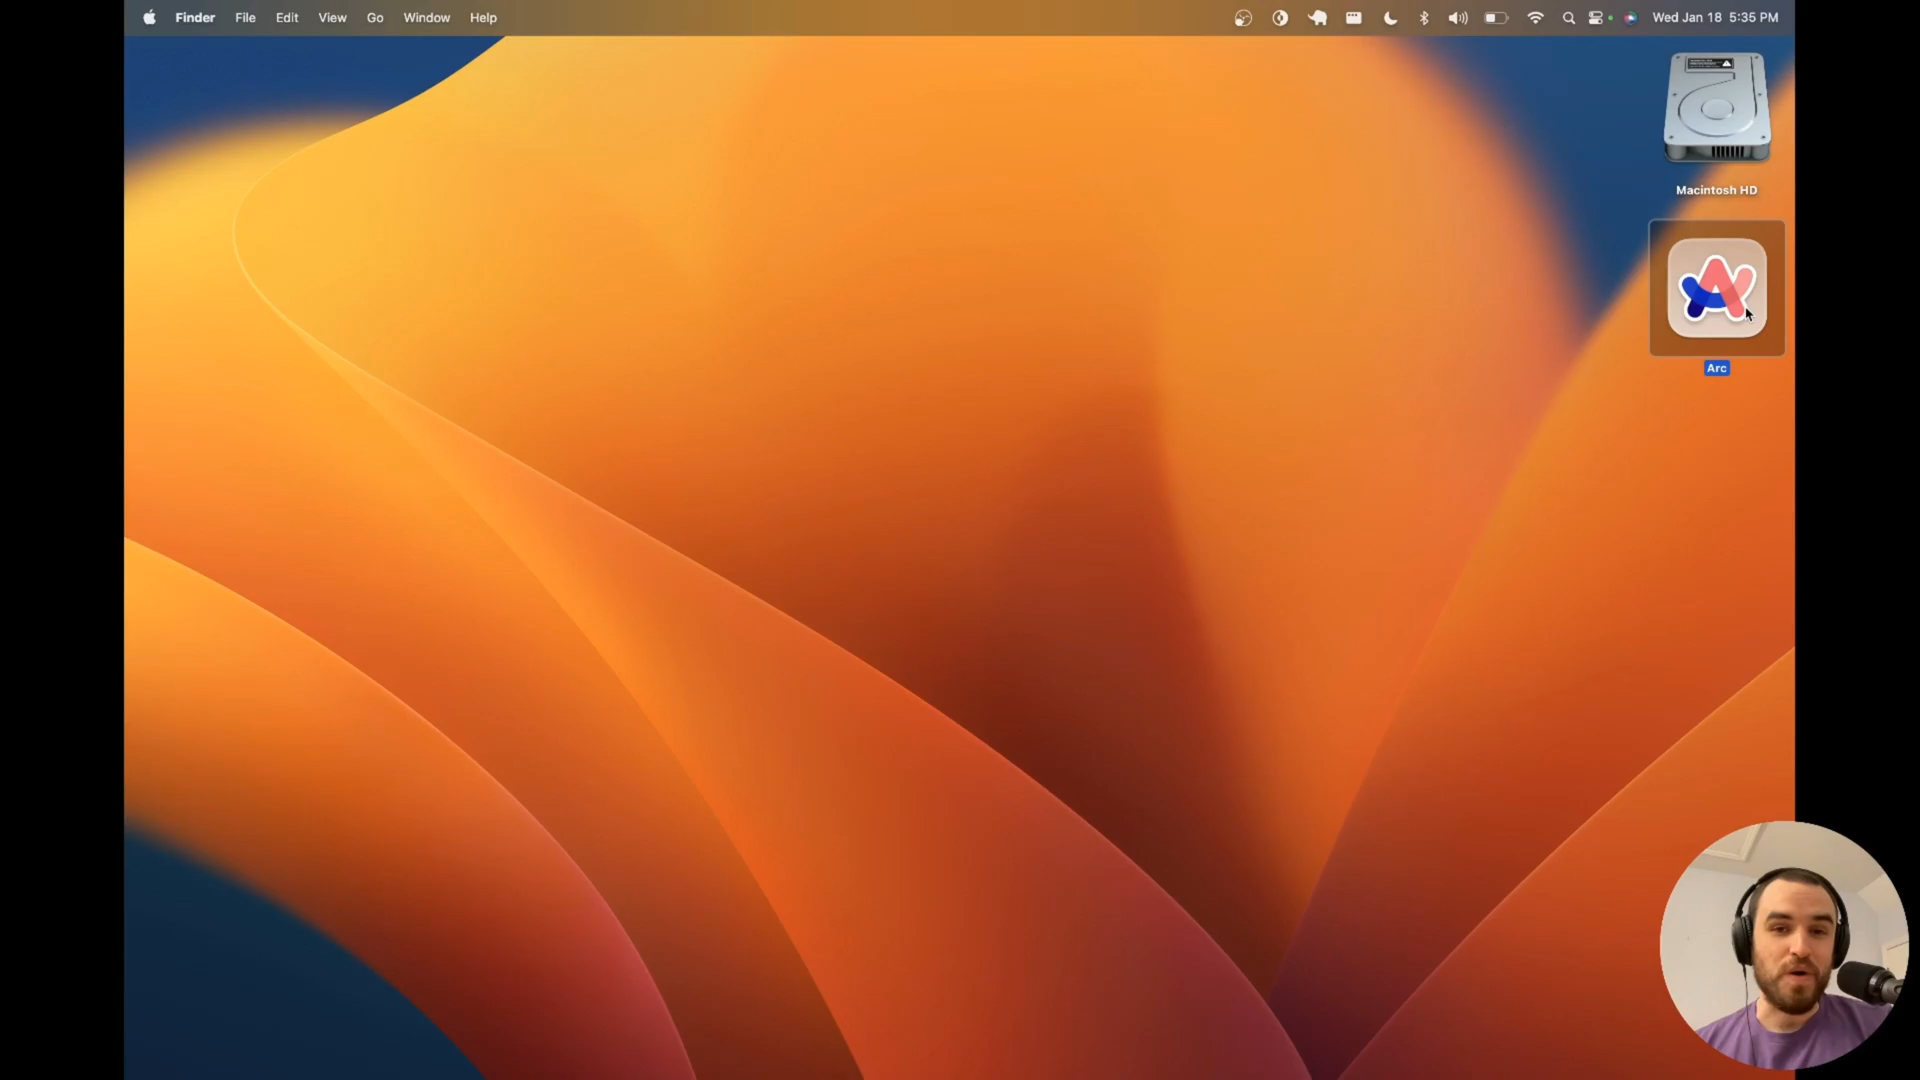 Finder File Edit View Go Window Help Wed Jan 18 5:35 PM
Macintosh HD
Arc